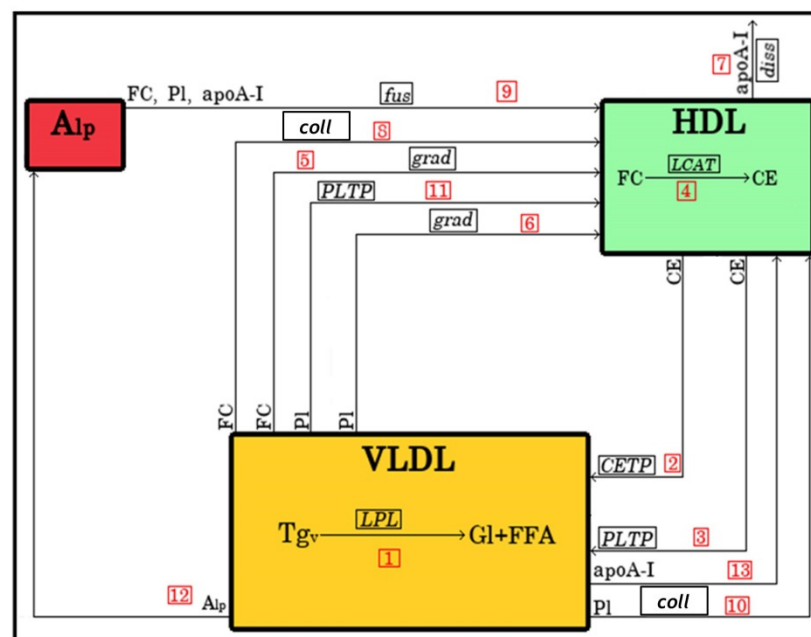 apoA-I
diss
7
FC, Pl, apoA-I
fus
9
Alp
HDL
coll
8
5
grad
FC
LCAT
CE
4
PLTP
11
grad
6
CE
CE
FC
FC
Pl
Pl
VLDL
CETP
2
Tgv
LPL
Gl+FFA
1
PLTP
3
apoA-I
13
12
Alp
Pl
coll
10